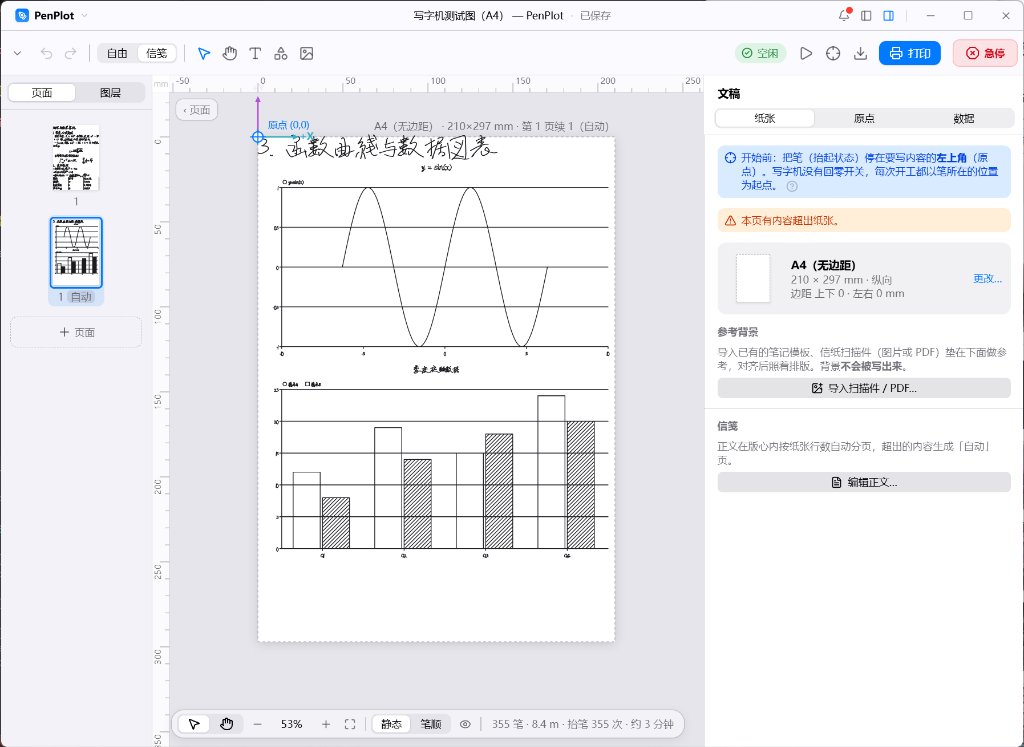 PenPlot
写字机测试图（A4） — PenPlot · 已保存
自由 信笺
空闲
打印
急停
页面 图层
1
1 自动
＋ 页面
mm -50 0 50 100 150 200 250
0
50
100
150
200
250
300
350
‹ 页面
原点 (0,0)
+X
A4（无边距） · 210×297 mm · 第 1 页续 1（自动）
3. 函数曲线与数据图表
y = sin(x)
y=sin(x)
Q1 Q2 Q3 Q4
53%
静态 笔顺
355 笔 · 8.4 m · 抬笔 355 次 · 约 3 分钟
文稿
纸张 原点 数据
开始前：把笔（抬起状态）停在要写内容的左上角（原
点）。写字机没有回零开关，每次开工都以笔所在的位置
为起点。
本页有内容超出纸张。
A4（无边距）
210 × 297 mm · 纵向
边距 上下 0 · 左右 0 mm
更改...
参考背景
导入已有的笔记模板、信纸扫描件（图片或 PDF）垫在下面做参
考，对齐后照着排版。背景不会被写出来。
导入扫描件 / PDF...
信笺
正文在版心内按纸张行数自动分页，超出的内容生成「自动」
页。
编辑正文...